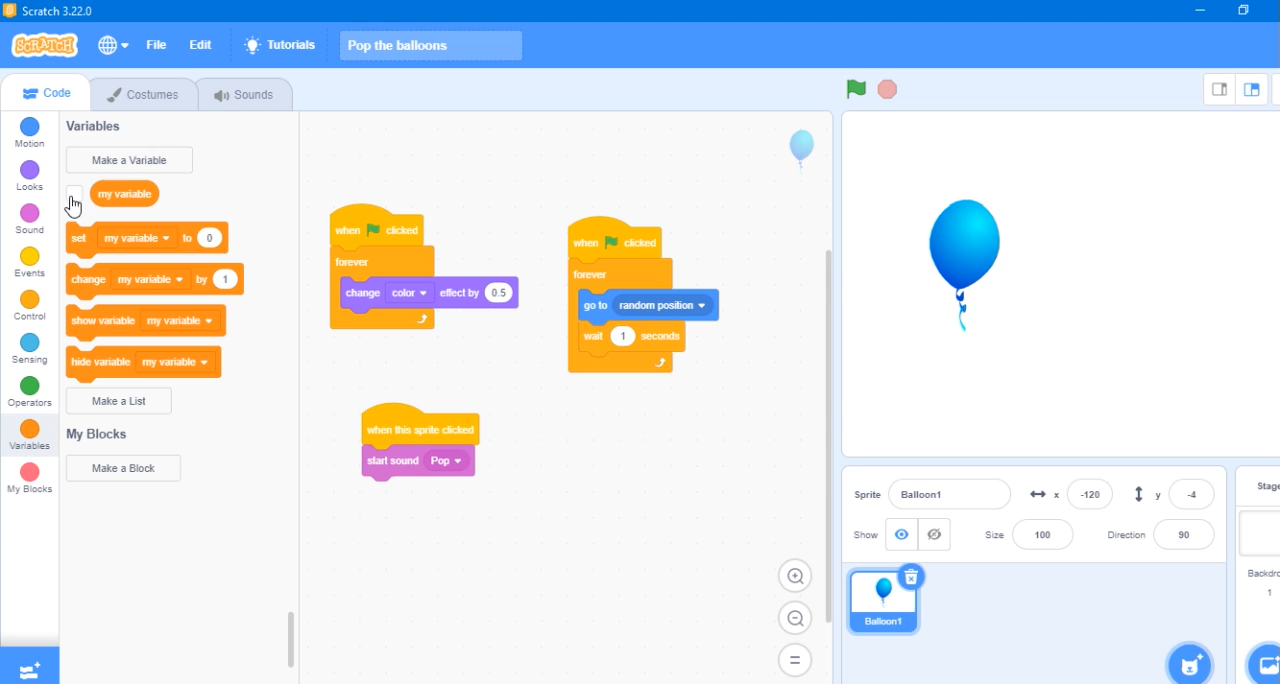 Scratch 3.22.0
SCRATCH File Edit Tutorials Pop the balloons
Code Costumes Sounds
Motion
Looks
Sound
Events
Control
Sensing
Operators
Variables
My Blocks
Variables
Make a Variable
my variable
set my variable to 0
change my variable by 1
show variable my variable
hide variable my variable
Make a List
My Blocks
Make a Block
when clicked
forever
change color effect by 0.5
when clicked
forever
go to random position
wait 1 seconds
when this sprite clicked
start sound Pop
Sprite Balloon1 x -120 y -4
Show Size 100 Direction 90
Balloon1
Stage
Backdro
1